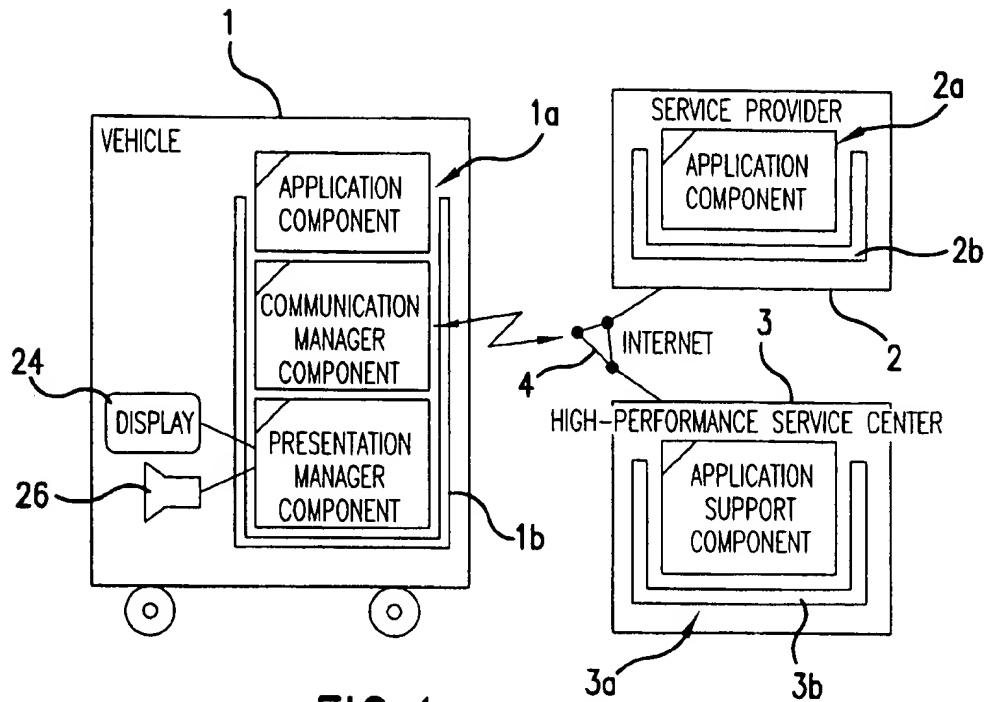 1
VEHICLE
1a
APPLICATION
COMPONENT
COMMUNICATION
MANAGER
COMPONENT
24
DISPLAY
PRESENTATION
MANAGER
COMPONENT
26
1b
SERVICE PROVIDER
2a
APPLICATION
COMPONENT
2b
2
INTERNET
4
3
HIGH-PERFORMANCE SERVICE CENTER
APPLICATION
SUPPORT
COMPONENT
3a
3b